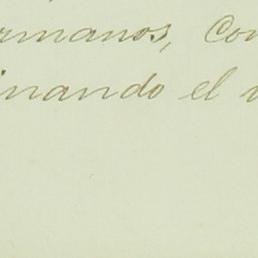 rmanos, Con
inando el